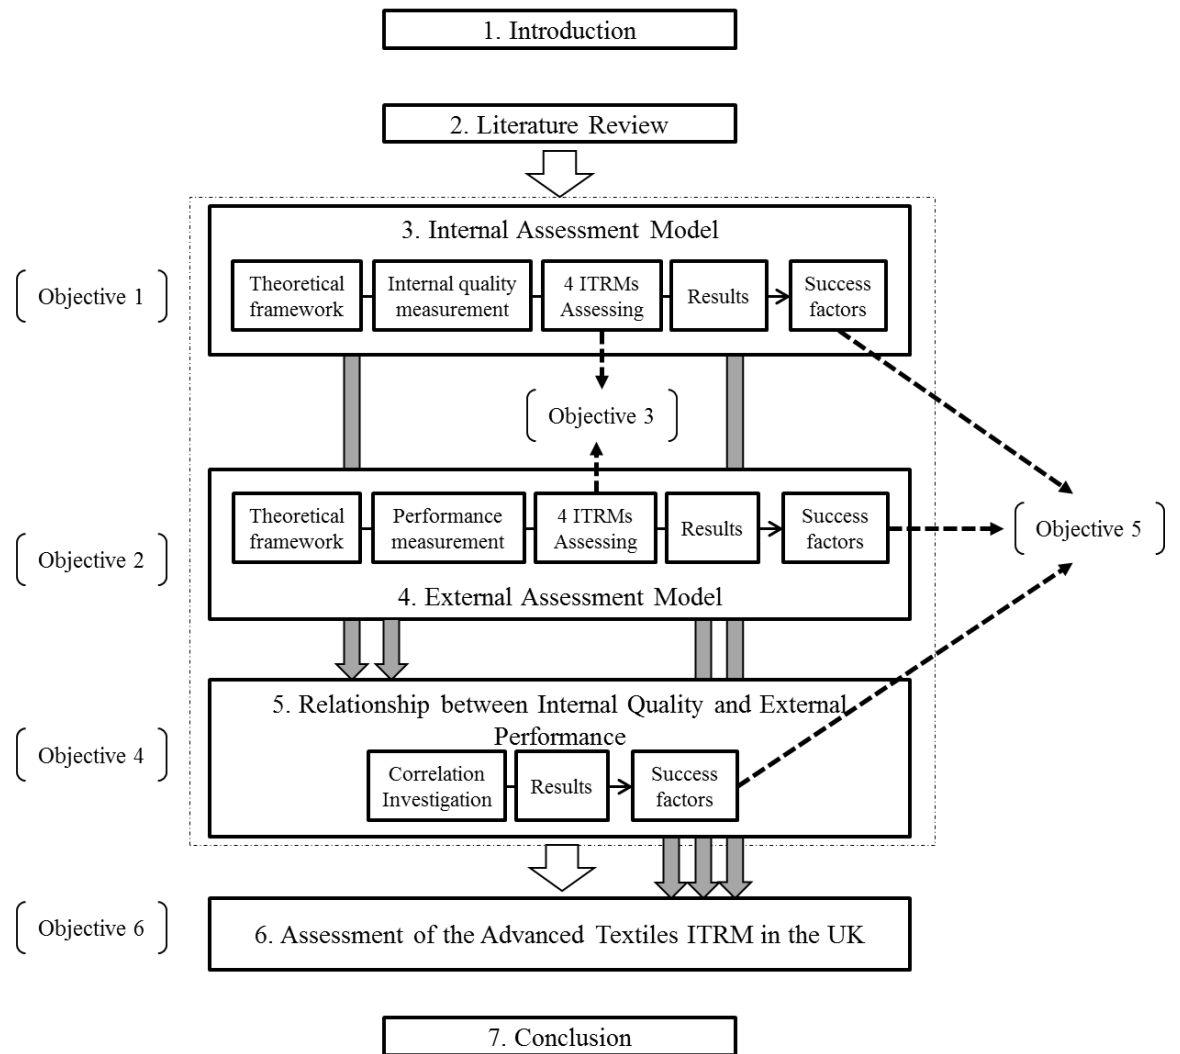 1. Introduction
2. Literature Review
3. Internal Assessment Model
Objective 1
Theoretical
framework
Internal quality
measurement
4 ITRMs
Assessing
Results
Success
factors
Objective 3
Objective 2
Theoretical
framework
Performance
measurement
4 ITRMs
Assessing
Results
Success
factors
Objective 5
4. External Assessment Model
5. Relationship between Internal Quality and External
Performance
Objective 4
Correlation
Investigation
Results
Success
factors
Objective 6
6. Assessment of the Advanced Textiles ITRM in the UK
7. Conclusion